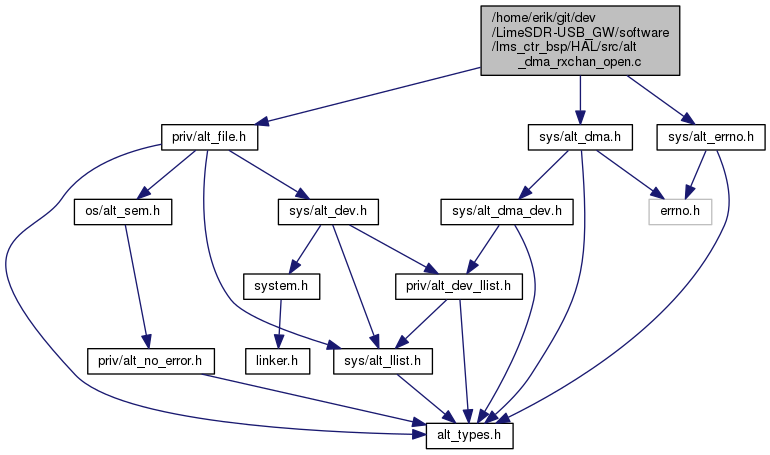 /home/erik/git/dev
/LimeSDR-USB_GW/software
/lms_ctr_bsp/HAL/src/alt
_dma_rxchan_open.c
priv/alt_file.h
sys/alt_dma.h
sys/alt_errno.h
os/alt_sem.h
sys/alt_dev.h
sys/alt_dma_dev.h
errno.h
system.h
priv/alt_dev_llist.h
priv/alt_no_error.h
linker.h
sys/alt_llist.h
alt_types.h